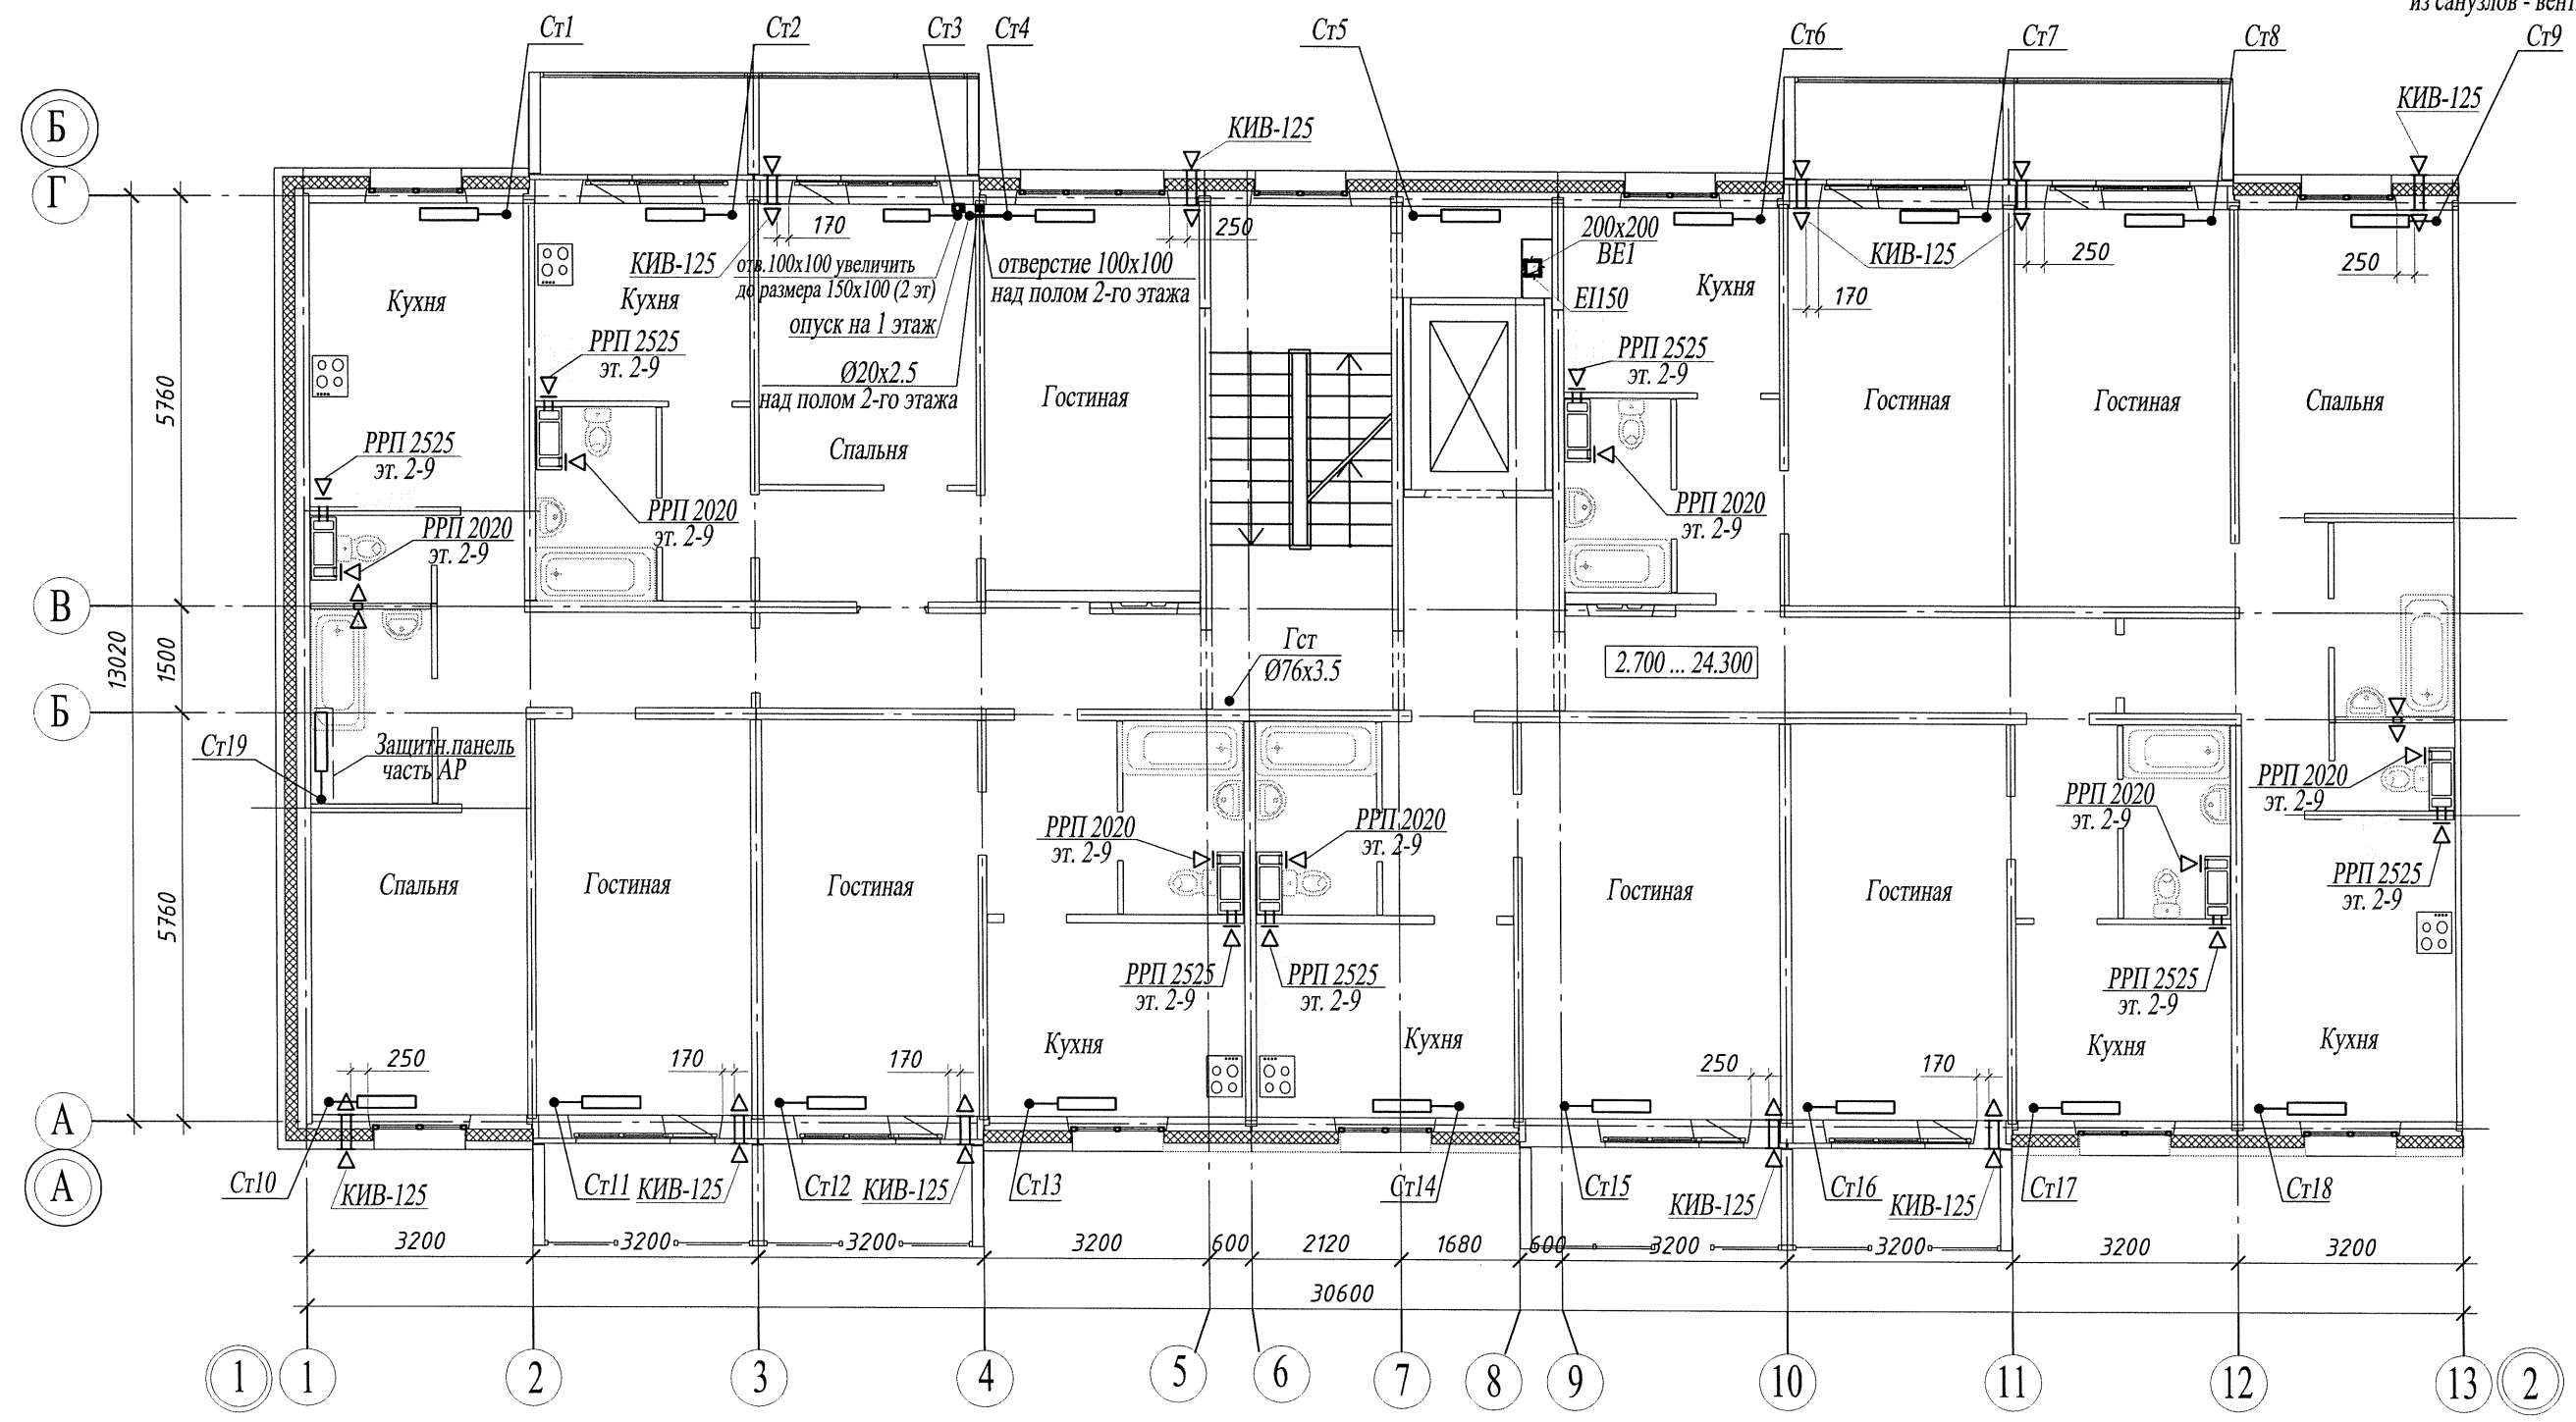 из санузлов -
Ст1
Ст2
Ст3
Ст4
Ст5
Ст6
Ст7
Ст8
Ст9
КИВ-125
КИВ-125
Б
Г
170
250
200x200
ВЕ1
КИВ-125
250
250
КИВ-125
отв.100x100 увеличить
до размера 150x100 (2 эт)
отверстие 100x100
над полом 2-го этажа
EI150
170
Кухня
Кухня
Кухня
опуск на 1 этаж
РРП 2525
эт. 2-9
Ø20x2.5
над полом 2-го этажа
РРП 2525
эт. 2-9
5760
Гостиная
Гостиная
Гостиная
Спальня
РРП 2525
эт. 2-9
Спальня
РРП 2020
эт. 2-9
РРП 2020
эт. 2-9
РРП 2020
эт. 2-9
В
13020
1500
Гст
Ø76x3.5
2.700 ... 24.300
Б
Ст19
Защитн.панель
часть АР
РРП 2020
эт. 2-9
РРП 2020
эт. 2-9
РРП 2020
эт. 2-9
РРП 2020
эт. 2-9
5760
Спальня
Гостиная
Гостиная
Гостиная
Гостиная
РРП 2525
эт. 2-9
РРП 2525
эт. 2-9
РРП 2525
эт. 2-9
РРП 2525
эт. 2-9
Кухня
Кухня
Кухня
Кухня
250
170
170
250
170
А
А
Ст10
КИВ-125
Ст11
КИВ-125
Ст12
КИВ-125
Ст13
Ст14
Ст15
КИВ-125
Ст16
КИВ-125
Ст17
Ст18
3200
3200
3200
3200
600
2120
1680
600
3200
3200
3200
3200
30600
1
1
2
3
4
5
6
7
8
9
10
11
12
13
2